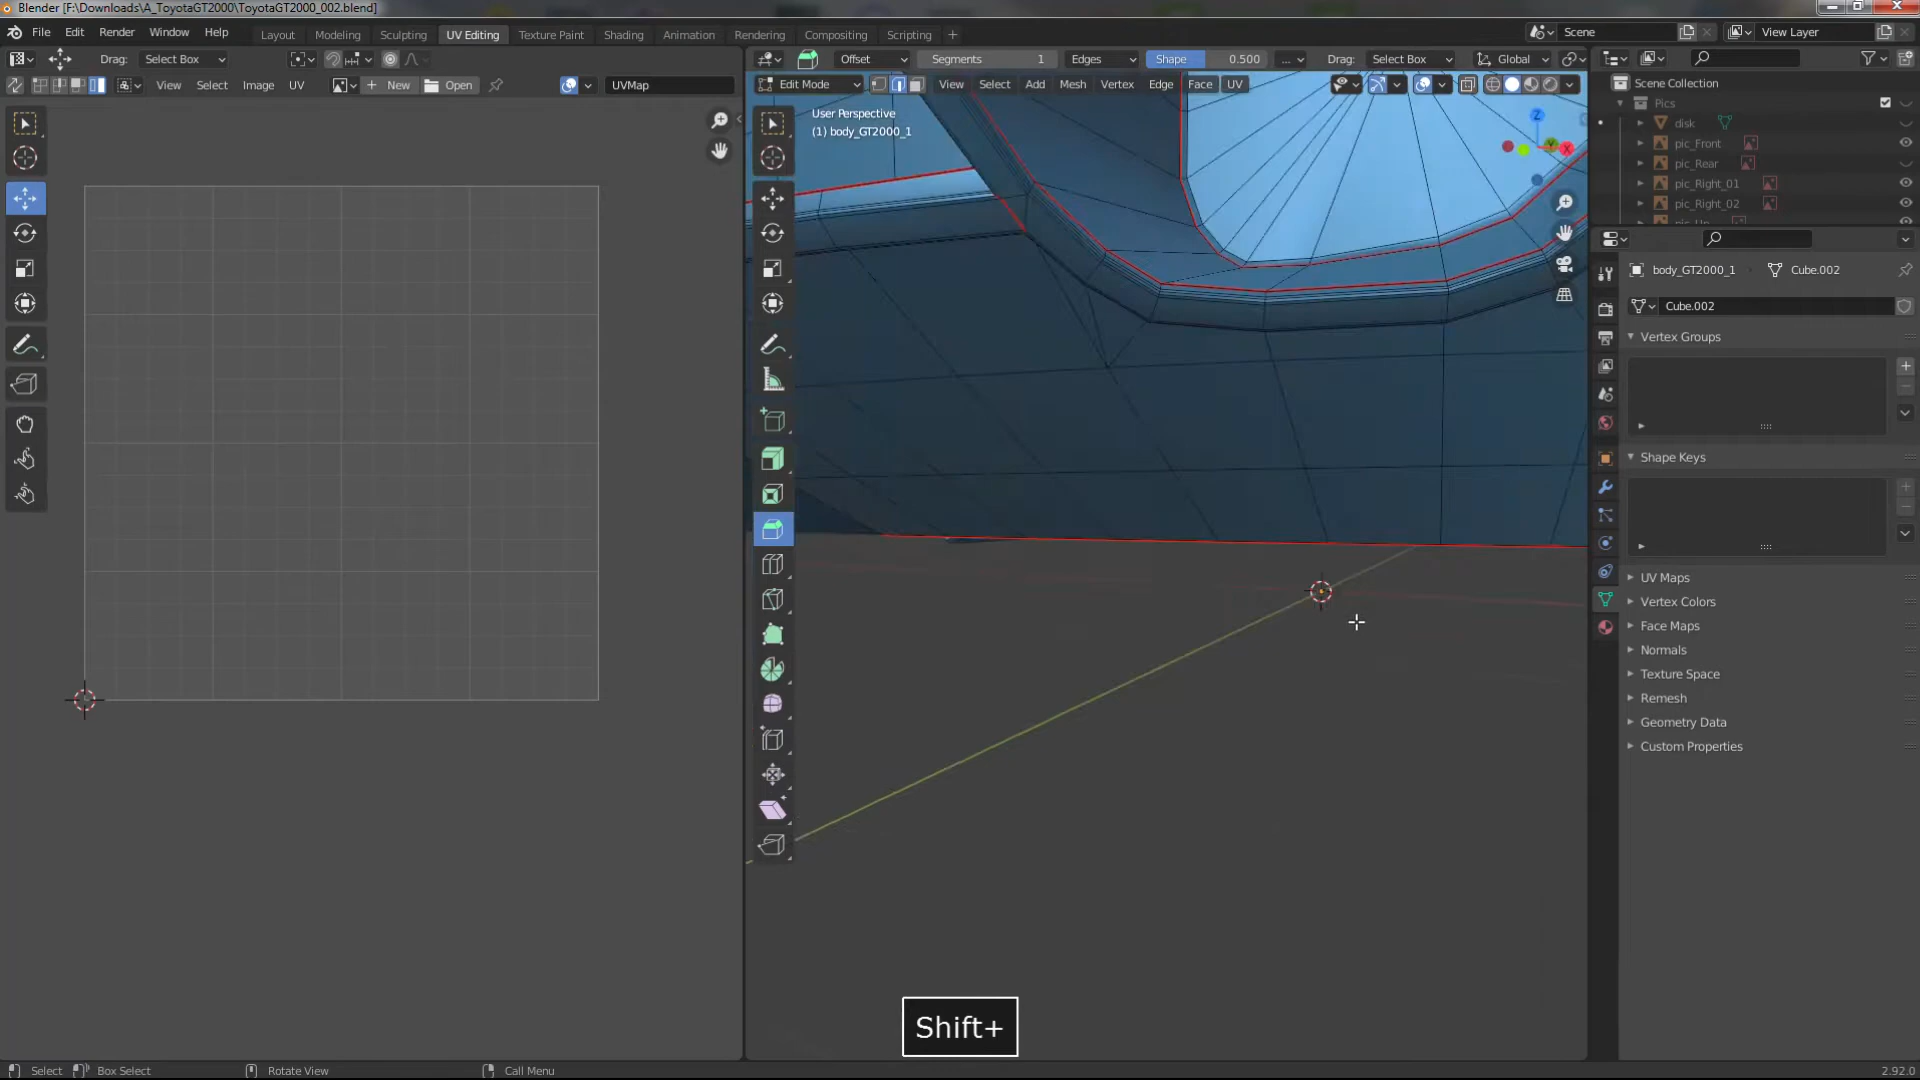 Blender [F:\Downloads\A_ToyotaGT2000\ToyotaGT2000_002.blend]
File Edit Render Window Help Layout Modeling Sculpting UV Editing Texture Paint Shading Animation Rendering Compositing Scripting + Scene View Layer
Drag: Select Box Offset Segments 1 Edges Shape 0.500 ... Drag: Select Box Global
View Select Image UV New Open UVMap Edit Mode View Select Add Mesh Vertex Edge Face UV
Scene Collection
Pics
disk
pic_Front
pic_Rear
pic_Right_01
pic_Right_02
User Perspective
(1) body_GT2000_1
Z
X
body_GT2000_1 Cube.002
Cube.002
Vertex Groups
Shape Keys
UV Maps
Vertex Colors
Face Maps
Normals
Texture Space
Remesh
Geometry Data
Custom Properties
Shift+
Select Box Select Rotate View Call Menu 2.92.0